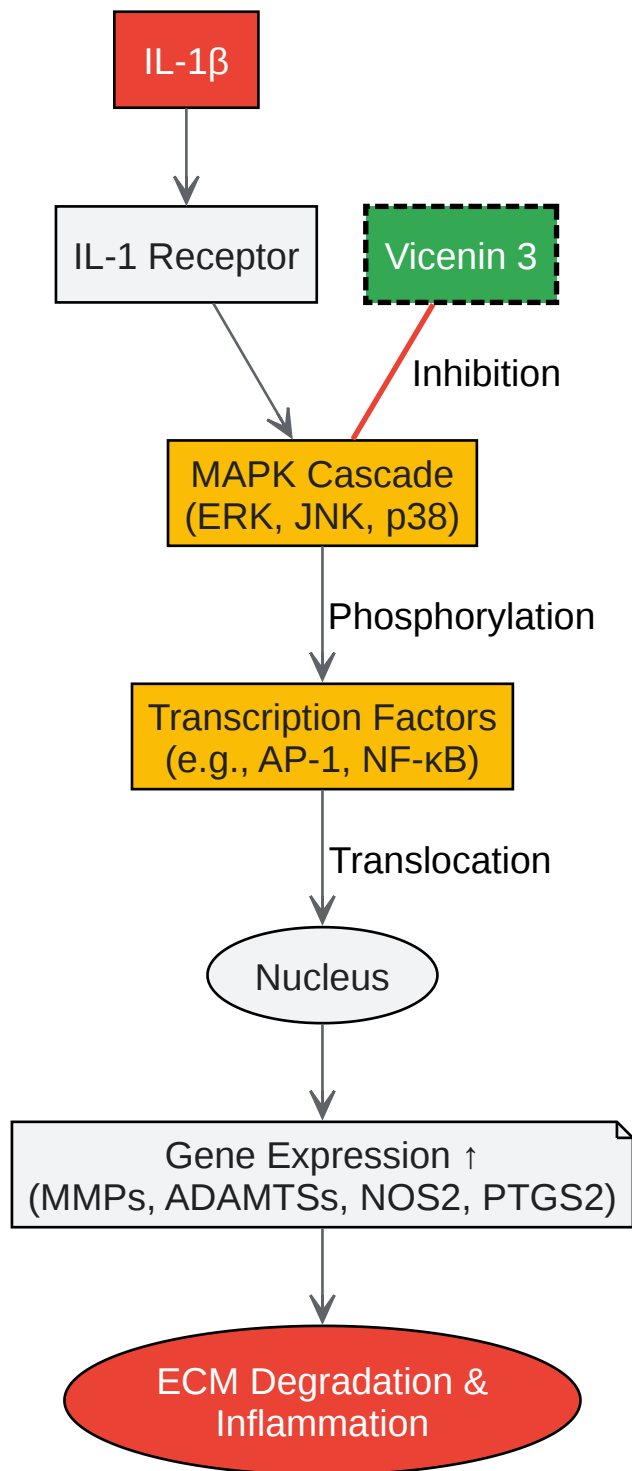 IL-1β
IL-1 Receptor
Vicenin 3
Inhibition
MAPK Cascade
(ERK, JNK, p38)
Phosphorylation
Transcription Factors
(e.g., AP-1, NF-κB)
Translocation
Nucleus
Gene Expression ↑
(MMPs, ADAMTSs, NOS2, PTGS2)
ECM Degradation &
Inflammation